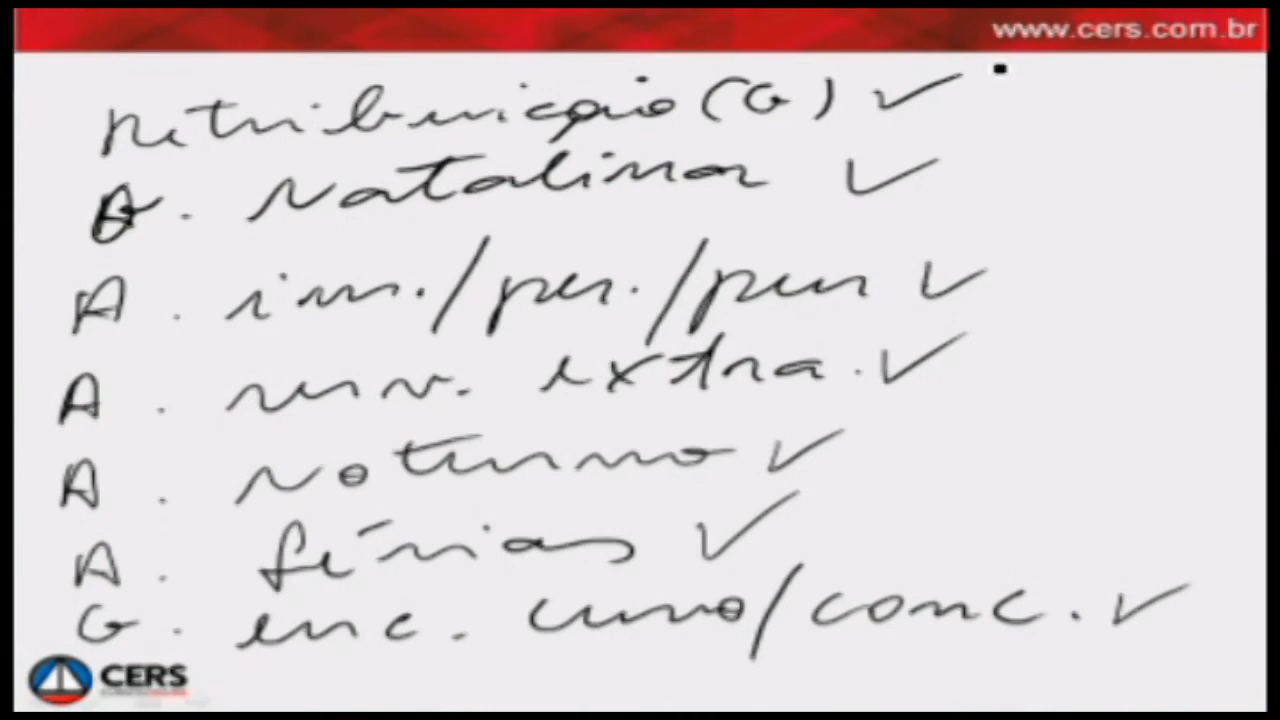 www.cers.com.br
Retribuição (G) ✓
G. Natalina ✓
A. ins./per./pen ✓
A. serv. extra. ✓
A. Noturno ✓
A. férias ✓
G. enc. curso/conc. ✓
CERS